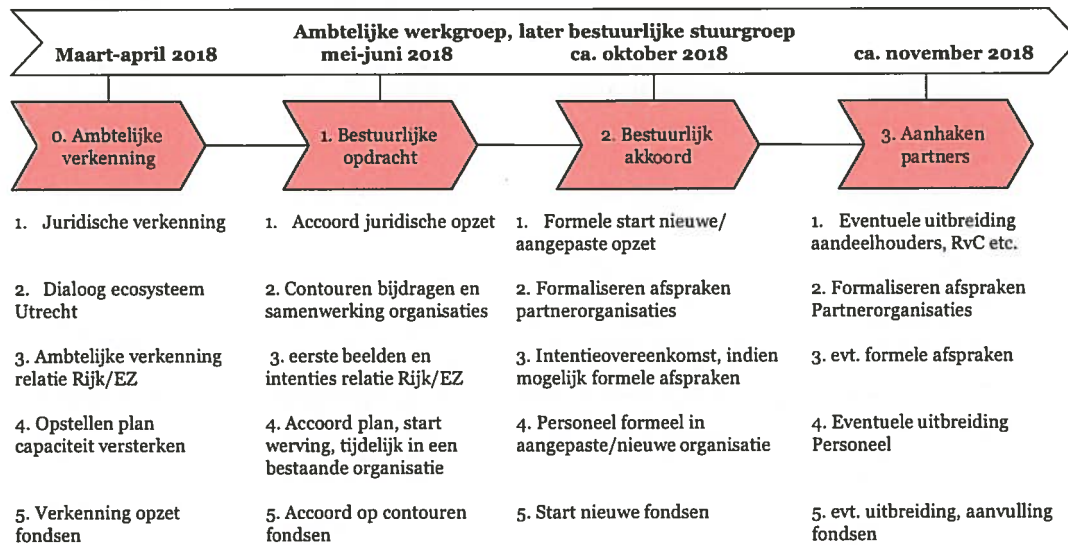 Ambtelijke werkgroep, later bestuurlijke stuurgroep
Maart-april 2018
mei-juni 2018
ca. oktober 2018
ca. november 2018
0. Ambtelijke
verkenning
1. Bestuurlijke
opdracht
2. Bestuurlijk
akkoord
3. Aanhaken
partners
1. Juridische verkenning
2. Dialoog ecosysteem
Utrecht
3. Ambtelijke verkenning
relatie Rijk/EZ
4. Opstellen plan
capaciteit versterken
5. Verkenning opzet
fondsen
1. Accoord juridische opzet
2. Contouren bijdragen en
samenwerking organisaties
3. eerste beelden en
intenties relatie Rijk/EZ
4. Accoord plan, start
werving, tijdelijk in een
bestaande organisatie
5. Accoord op contouren
fondsen
1. Formele start nieuwe/
aangepaste opzet
2. Formaliseren afspraken
partnerorganisaties
3. Intentieovereenkomst, indien
mogelijk formele afspraken
4. Personeel formeel in
aangepaste/nieuwe organisatie
5. Start nieuwe fondsen
1. Eventuele uitbreiding
aandeelhouders, RvC etc.
2. Formaliseren afspraken
Partnerorganisaties
3. evt. formele afspraken
4. Eventuele uitbreiding
Personeel
5. evt. uitbreiding, aanvulling
fondsen